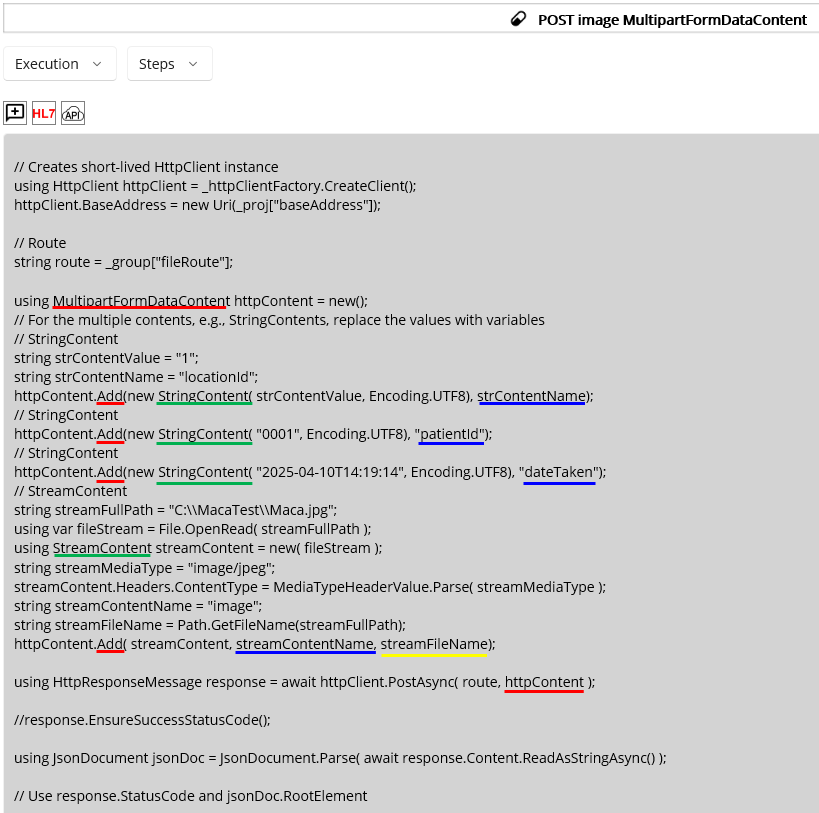 POST image MultipartFormDataContent
Execution
Steps
HL7
API
// Creates short-lived HttpClient instance
using HttpClient httpClient = _httpClientFactory.CreateClient();
httpClient.BaseAddress = new Uri(_proj["baseAddress"]);
// Route
string route = _group["fileRoute"];
using MultipartFormDataContent httpContent = new();
// For the multiple contents, e.g., StringContents, replace the values with variables
// StringContent
string strContentValue = "1";
string strContentName = "locationId";
httpContent.Add(new StringContent( strContentValue, Encoding.UTF8), strContentName);
// StringContent
httpContent.Add(new StringContent( "0001", Encoding.UTF8), "patientId");
// StringContent
httpContent.Add(new StringContent( "2025-04-10T14:19:14", Encoding.UTF8), "dateTaken");
// StreamContent
string streamFullPath = "C:\\MacaTest\\Maca.jpg";
using var fileStream = File.OpenRead( streamFullPath );
using StreamContent streamContent = new( fileStream );
string streamMediaType = "image/jpeg";
streamContent.Headers.ContentType = MediaTypeHeaderValue.Parse( streamMediaType );
string streamContentName = "image";
string streamFileName = Path.GetFileName(streamFullPath);
httpContent.Add( streamContent, streamContentName, streamFileName);
using HttpResponseMessage response = await httpClient.PostAsync( route, httpContent );
//response.EnsureSuccessStatusCode();
using JsonDocument jsonDoc = JsonDocument.Parse( await response.Content.ReadAsStringAsync() );
// Use response.StatusCode and jsonDoc.RootElement